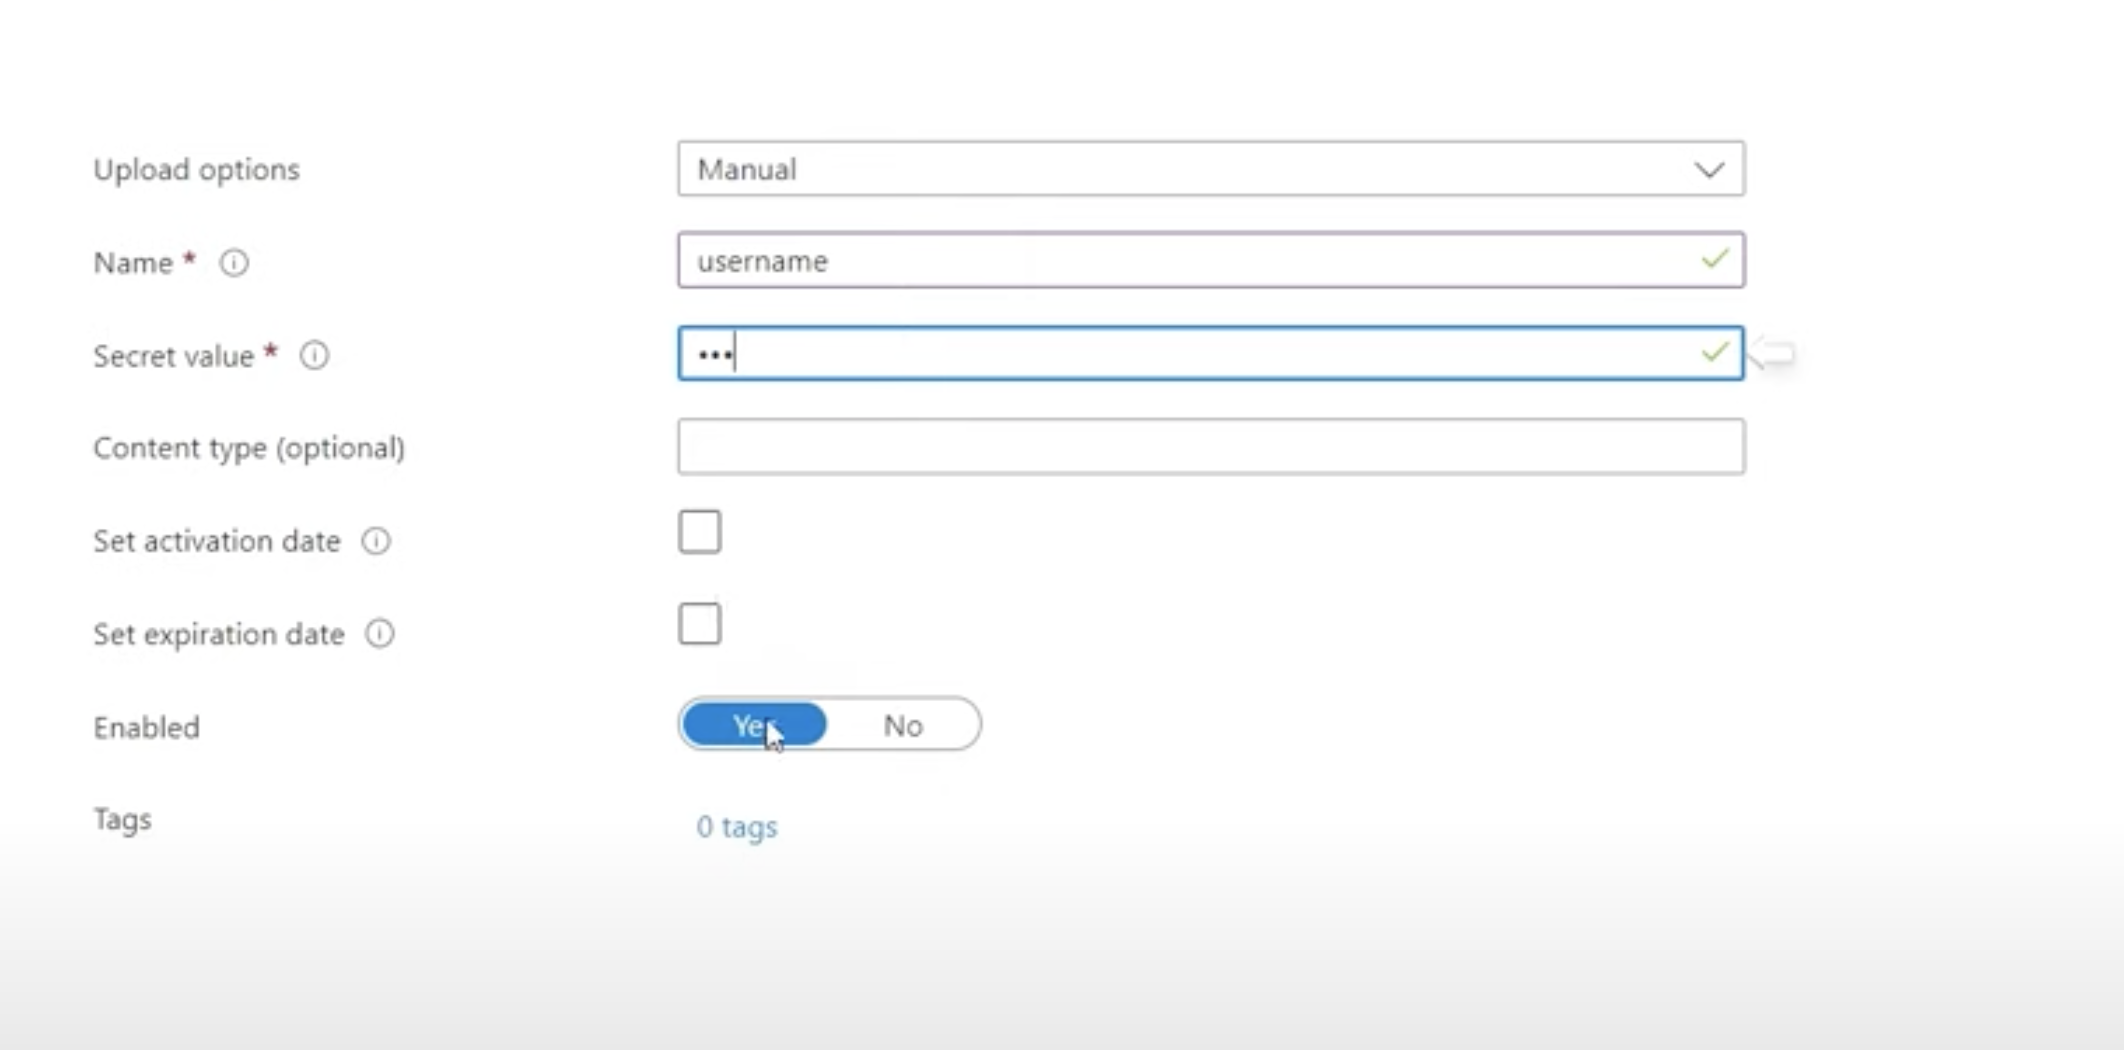 Upload options
Manual
Name *
username
Secret value *
•••
Content type (optional)
Set activation date
Set expiration date
Enabled
Yes
No
Tags
0 tags